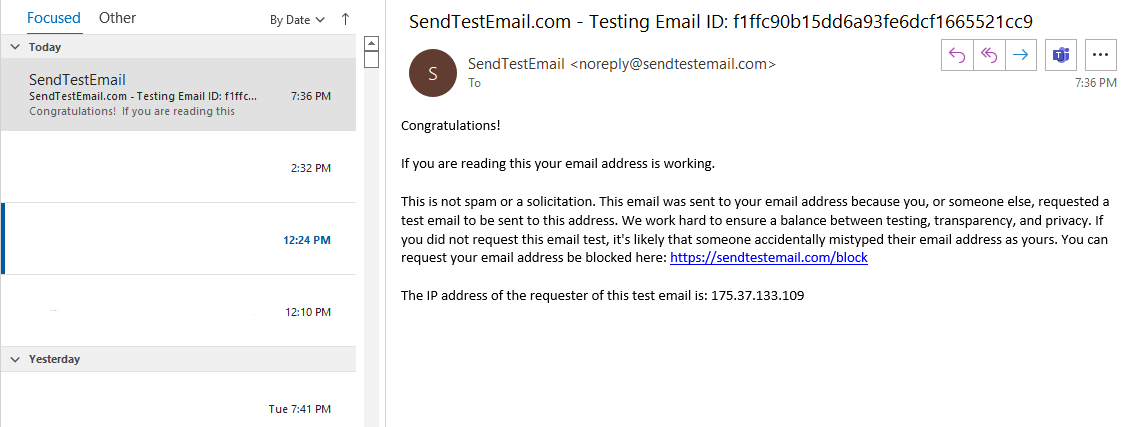 Focused Other By Date
Today
SendTestEmail
SendTestEmail.com - Testing Email ID: f1ffc... 7:36 PM
Congratulations! If you are reading this
2:32 PM
12:24 PM
12:10 PM
Yesterday
Tue 7:41 PM
SendTestEmail.com - Testing Email ID: f1ffc90b15dd6a93fe6dcf1665521cc9
S
SendTestEmail <noreply@sendtestemail.com>
To
7:36 PM
Congratulations!
If you are reading this your email address is working.
This is not spam or a solicitation. This email was sent to your email address because you, or someone else, requested a
test email to be sent to this address. We work hard to ensure a balance between testing, transparency, and privacy. If
you did not request this email test, it's likely that someone accidentally mistyped their email address as yours. You can
request your email address be blocked here: https://sendtestemail.com/block
The IP address of the requester of this test email is: 175.37.133.109